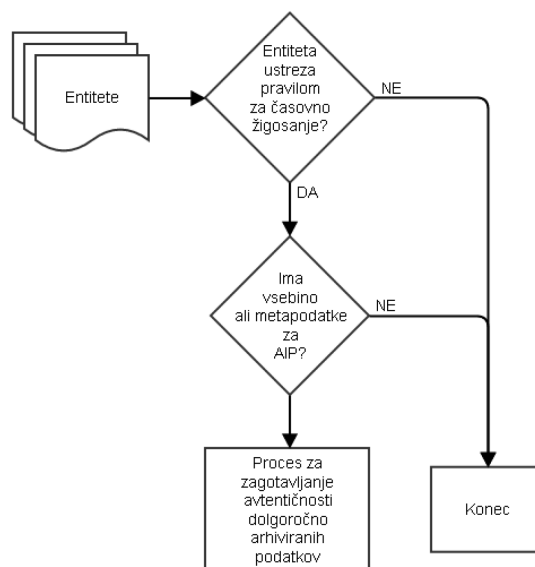 Entitete
Entiteta
ustreza
pravilom
za časovno
žigosanje?
NE
DA
Ima
vsebino
ali metapodatke
za
AIP?
NE
Proces za
zagotavljanje
avtentičnosti
dolgoročno
arhiviranih
podatkov
Konec